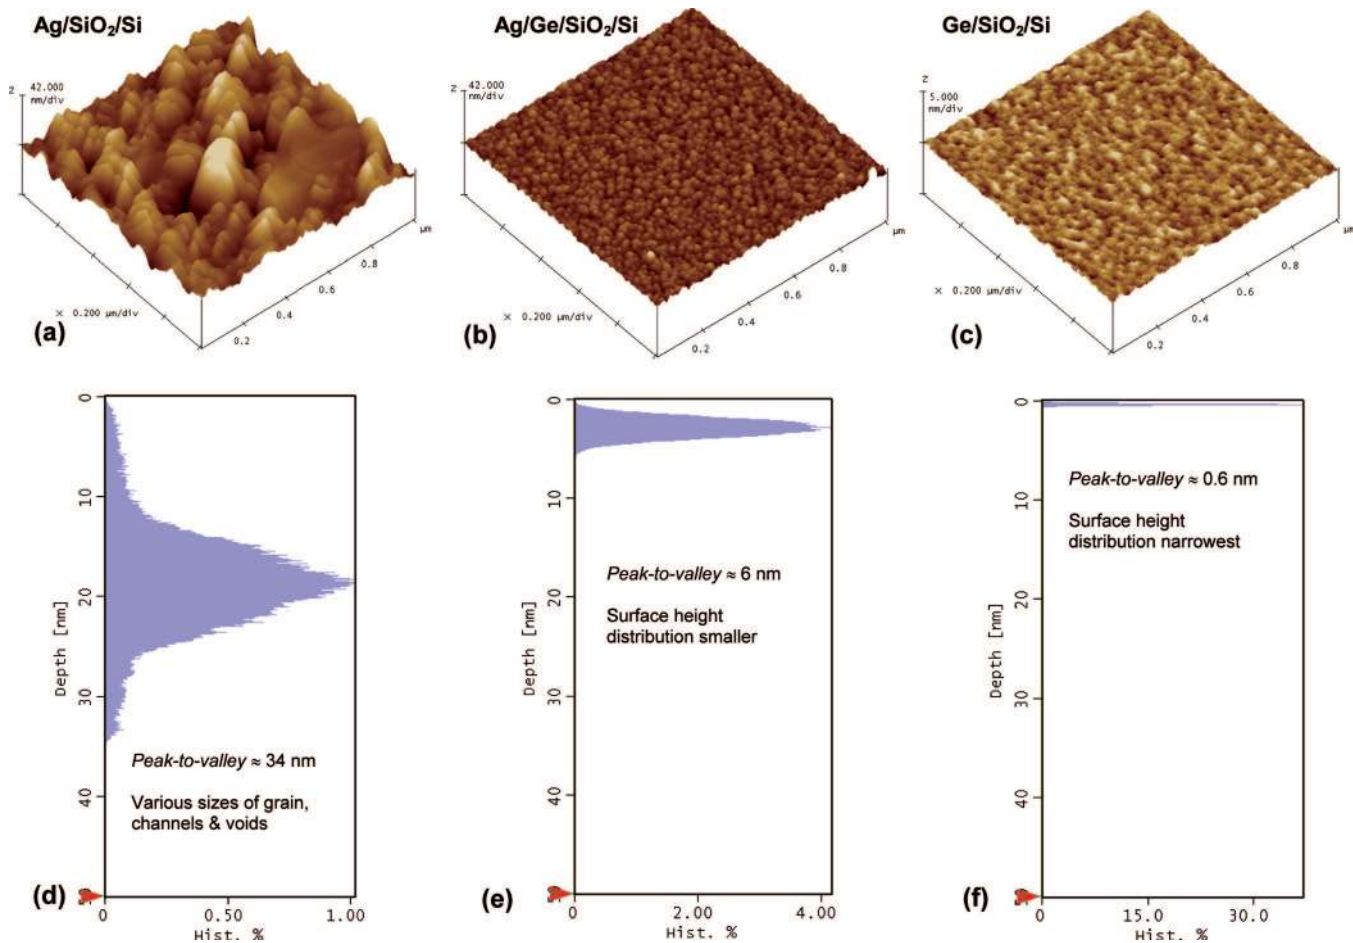 Ag/SiO₂/Si
Z
42.000
nm/div
µm
0.8
0.6
0.4
0.2
× 0.200 µm/div
(a)
Ag/Ge/SiO₂/Si
Z
42.000
nm/div
µm
0.8
0.6
0.4
0.2
× 0.200 µm/div
(b)
Ge/SiO₂/Si
Z
5.000
nm/div
µm
0.8
0.6
0.4
0.2
× 0.200 µm/div
(c)
0
10
20
30
40
Depth [nm]
Peak-to-valley ≈ 34 nm
Various sizes of grain,
channels & voids
(d)
0
0.50
1.00
Hist. %
0
10
20
30
40
Depth [nm]
Peak-to-valley ≈ 6 nm
Surface height
distribution smaller
(e)
0
2.00
4.00
Hist. %
0
10
20
30
40
Depth [nm]
Peak-to-valley ≈ 0.6 nm
Surface height
distribution narrowest
(f)
0
15.0
30.0
Hist. %